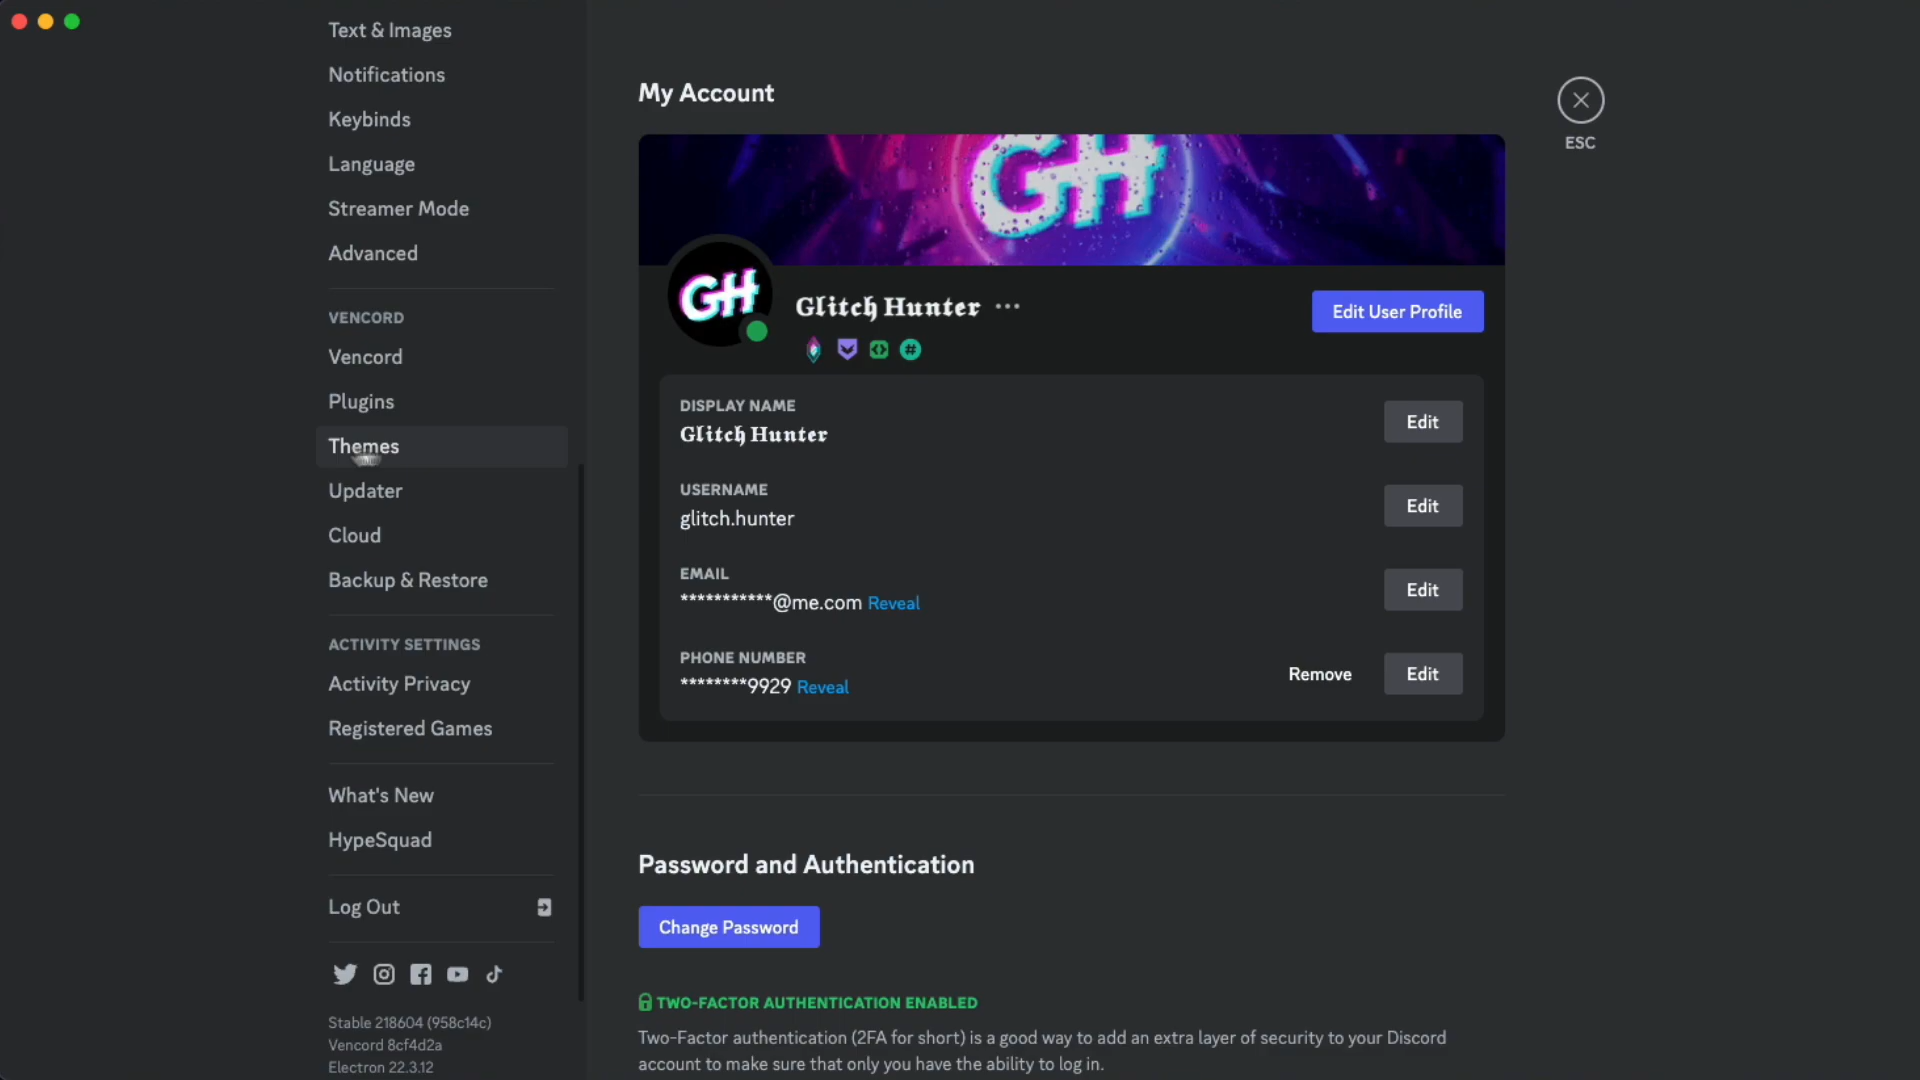 Text & Images
Notifications
Keybinds
Language
Streamer Mode
Advanced
VENCORD
Vencord
Plugins
Themes
Updater
Cloud
Backup & Restore
ACTIVITY SETTINGS
Activity Privacy
Registered Games
What's New
HypeSquad
Log Out
Stable 218604 (958c14c)
Vencord 8cf4d2a
Electron 22.3.12
My Account
ESC
GH
GH
Glitch Hunter
Edit User Profile
DISPLAY NAME
Glitch Hunter
Edit
USERNAME
glitch.hunter
Edit
EMAIL
***********@me.com Reveal
Edit
PHONE NUMBER
********9929 Reveal
Remove
Edit
Password and Authentication
Change Password
TWO-FACTOR AUTHENTICATION ENABLED
Two-Factor authentication (2FA for short) is a good way to add an extra layer of security to your Discord
account to make sure that only you have the ability to log in.